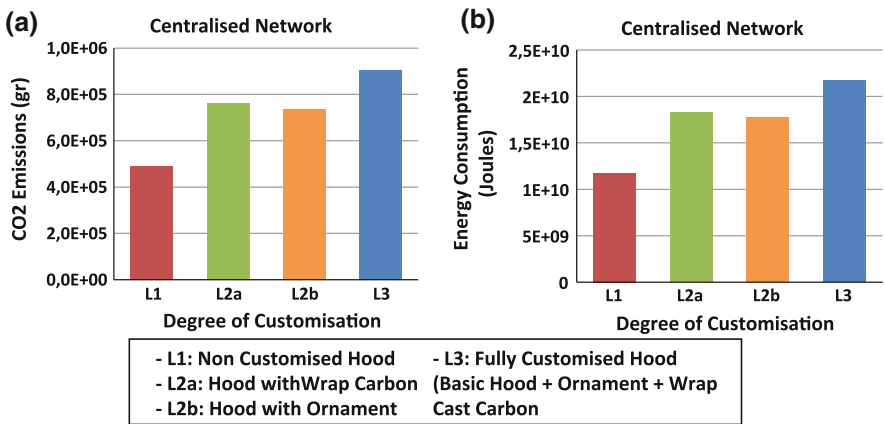 (a)
Centralised Network
CO2 Emissions (gr)
1,0E+06
8,0E+05
6,0E+05
4,0E+05
2,0E+05
0,0E+00
L1 L2a L2b L3
Degree of Customisation
(b)
Centralised Network
Energy Consumption
(Joules)
2,5E+10
2E+10
1,5E+10
1E+10
5E+09
0
L1 L2a L2b L3
Degree of Customisation
- L1: Non Customised Hood
- L2a: Hood withWrap Carbon
- L2b: Hood with Ornament
- L3: Fully Customised Hood
(Basic Hood + Ornament + Wrap
Cast Carbon